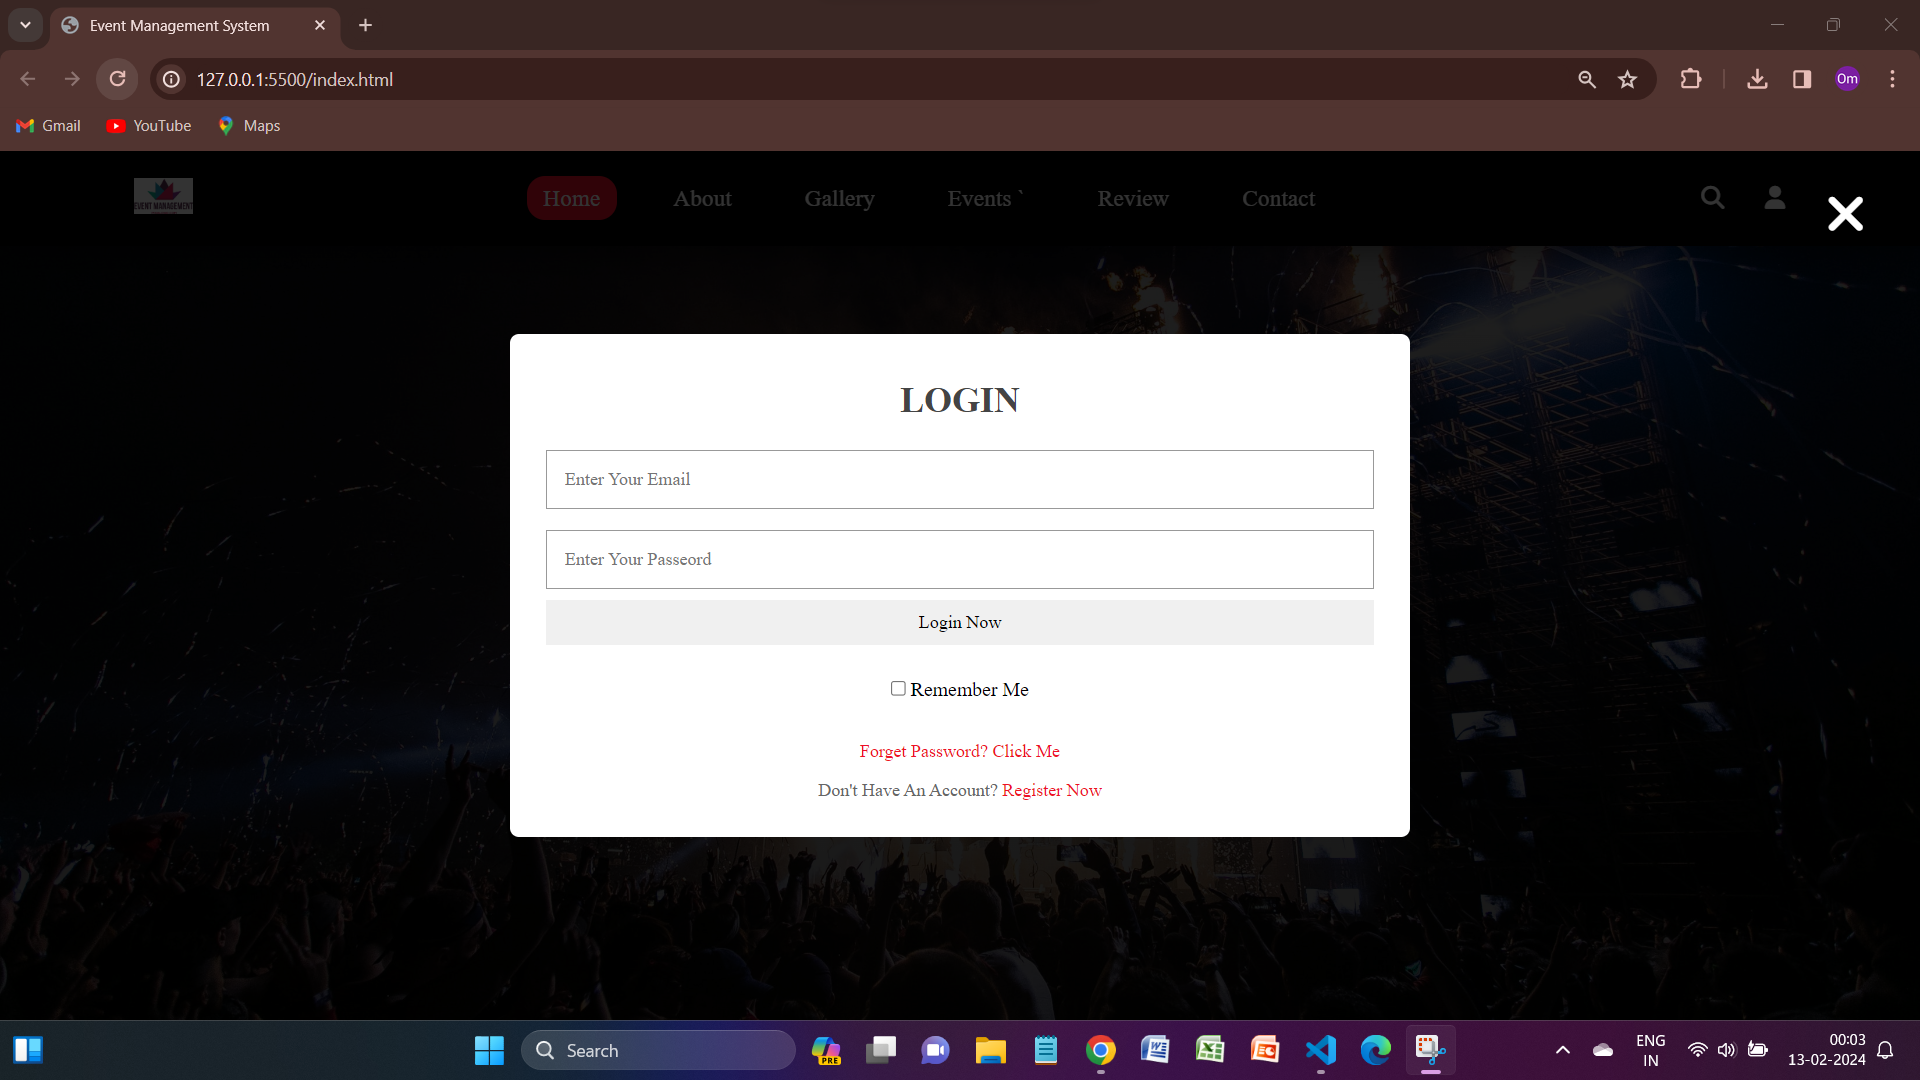 Event Management System
127.0.0.1:5500/index.html
Om
Gmail YouTube Maps
EVENT MANAGEMENT
Home About Gallery Events ` Review Contact
LOGIN
Enter Your Email
Enter Your Passeord
Login Now
Remember Me
Forget Password? Click Me
Don't Have An Account? Register Now
Search
PRE
ENG
IN
00:03
13-02-2024